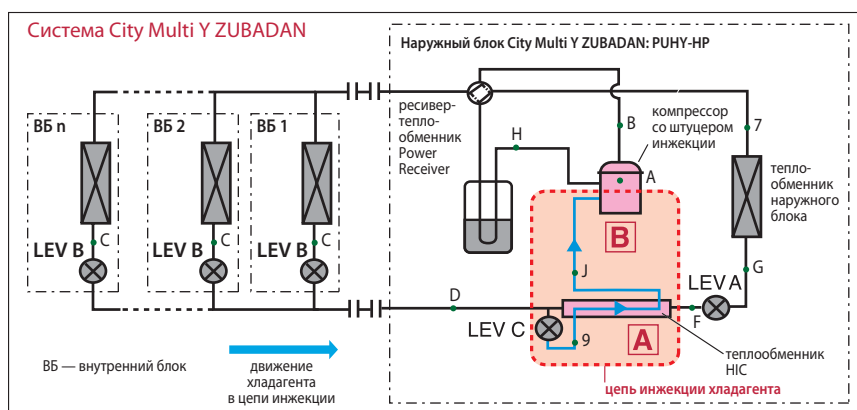 Система City Multi Y ZUBADAN
Наружный блок City Multi Y ZUBADAN: PUHY-HP
ВБ n
ВБ 2
ВБ 1
ресивер-
тепло-
обменник
Power
Receiver
компрессор
со штуцером
инжекции
B
7
H
A
тепло-
обменник
наружного
блока
B
LEV B
C
LEV B
C
LEV B
C
J
G
LEV A
D
F
LEV C
9
A
теплообменник
HIC
ВБ — внутренний блок
движение
хладагента
в цепи инжекции
цепь инжекции хладагента